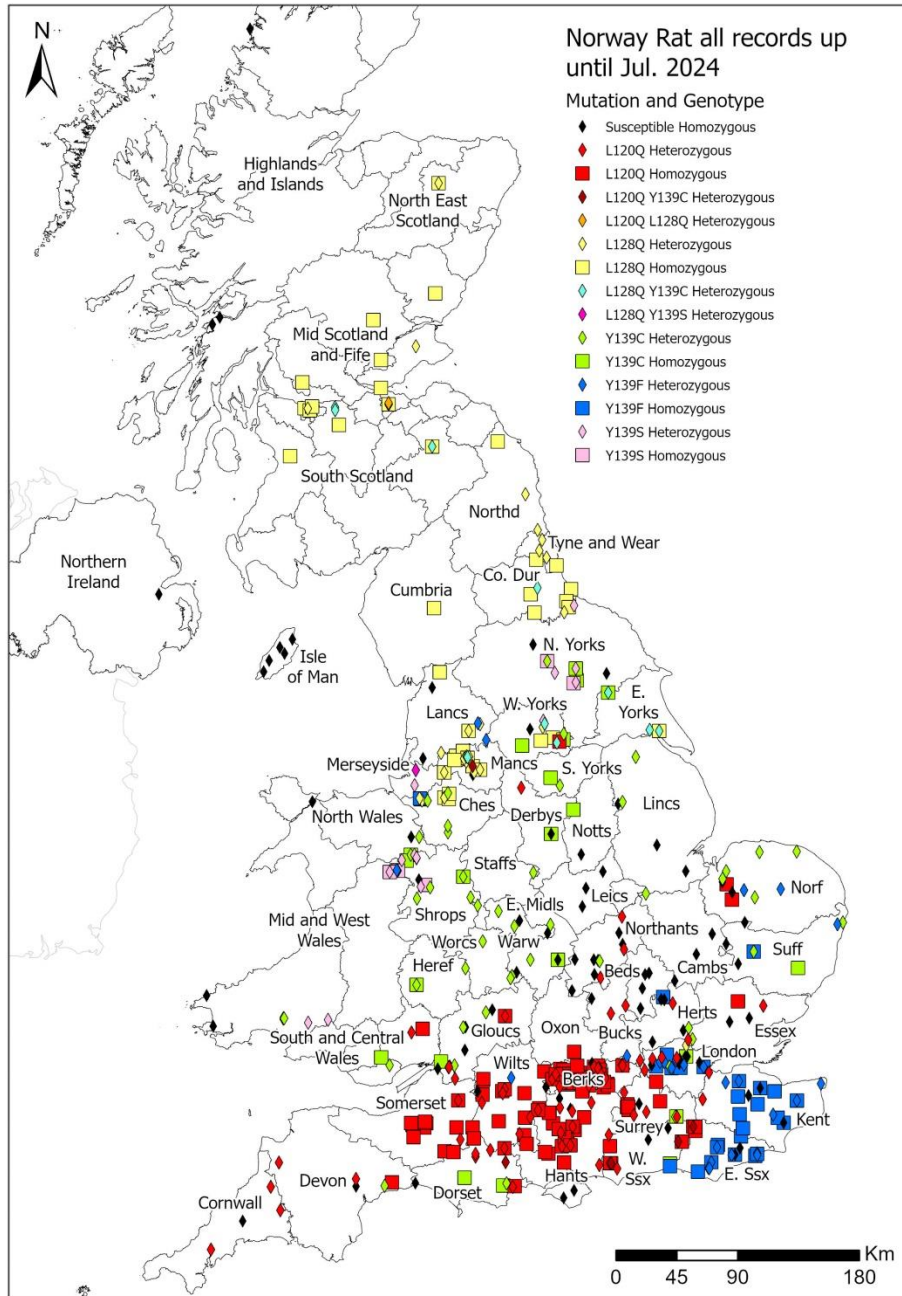 N
Norway Rat all records up
until Jul. 2024
Mutation and Genotype
Susceptible Homozygous
L120Q Heterozygous
L120Q Homozygous
L120Q Y139C Heterozygous
L120Q L128Q Heterozygous
L128Q Heterozygous
L128Q Homozygous
L128Q Y139C Heterozygous
L128Q Y139S Heterozygous
Y139C Heterozygous
Y139C Homozygous
Y139F Heterozygous
Y139F Homozygous
Y139S Heterozygous
Y139S Homozygous
Highlands
and Islands
North East
Scotland
Mid Scotland
and Fife
South Scotland
Northd
Tyne and Wear
Northern
Ireland
Co. Dur
Cumbria
Isle
of Man
N. Yorks
E.
Yorks
W. Yorks
Lancs
Mancs
Merseyside
S. Yorks
Ches
Lincs
North Wales
Derbys
Notts
Staffs
Norf
Leics
Shrops
E. Midls
Mid and West
Wales
Northants
Worcs
Warw
Suff
Heref
Beds
Cambs
Herts
Essex
Gloucs
Oxon
Bucks
South and Central
Wales
London
Wilts
Berks
Somerset
Kent
Surrey
W.
Ssx
E. Ssx
Hants
Devon
Dorset
Cornwall
Km
0 45 90 180